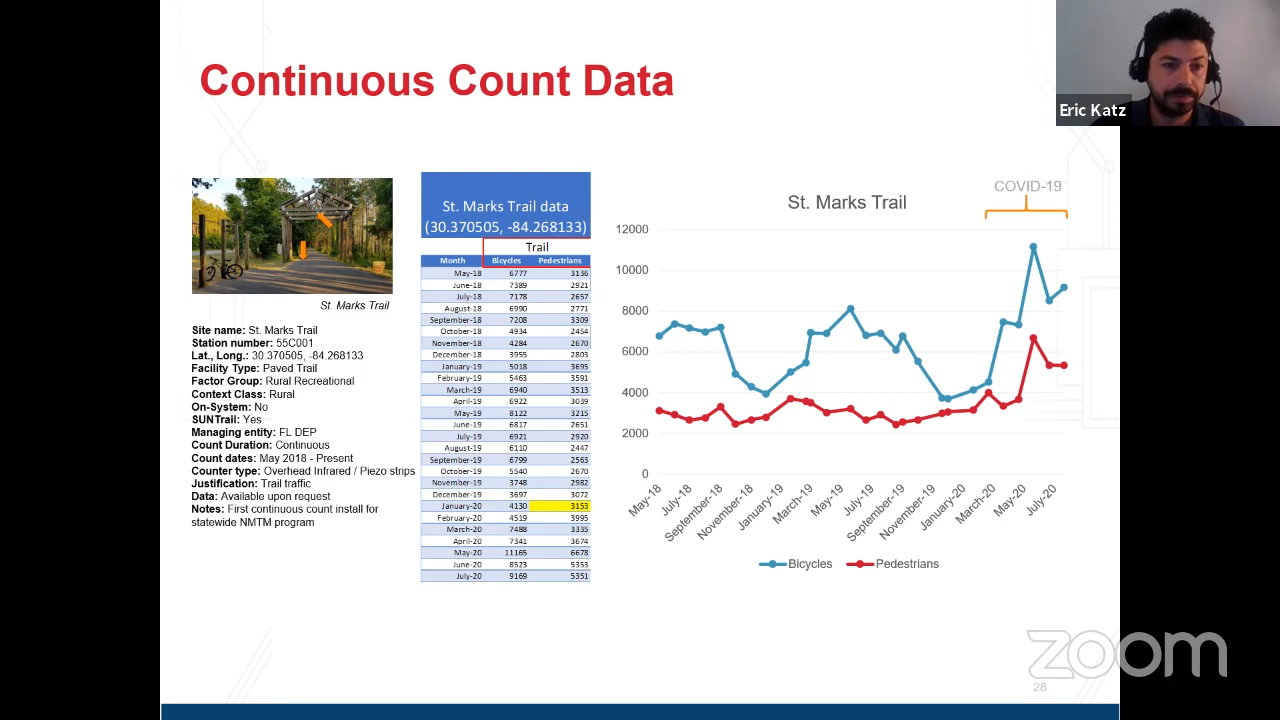 Continuous Count Data
Eric Katz
St. Marks Trail
Site name: St. Marks Trail
Station number: 55C001
Lat., Long.: 30.370505, -84.268133
Facility Type: Paved Trail
Factor Group: Rural Recreational
Context Class: Rural
On-System: No
SUNTrail: Yes
Managing entity: FL DEP
Count Duration: Continuous
Count dates: May 2018 - Present
Counter type: Overhead Infrared / Piezo strips
Justification: Trail traffic
Data: Available upon request
Notes: First continuous count install for
statewide NMTM program
St. Marks Trail data
(30.370505, -84.268133)
Trail
Month Bicycles Pedestrians
May-18 6777 3136
June-18 7389 2921
July-18 7178 2657
August-18 6990 2771
September-18 7208 3309
October-18 4934 2454
November-18 4284 2670
December-18 3955 2803
January-19 5018 3695
February-19 5463 3591
March-19 6940 3513
April-19 6922 3039
May-19 8122 3215
June-19 6817 2651
July-19 6921 2920
August-19 6110 2447
September-19 6799 2563
October-19 5540 2670
November-19 3748 2982
December-19 3697 3072
January-20 4130 3153
February-20 4519 3995
March-20 7488 3335
April-20 7341 3674
May-20 11165 6678
June-20 8523 5353
July-20 9169 5351
COVID-19
St. Marks Trail
12000
10000
8000
6000
4000
2000
0
May-18 July-18 September-18 November-18 January-19 March-19 May-19 July-19 September-19 November-19 January-20 March-20 May-20 July-20
Bicycles Pedestrians
zoom
28